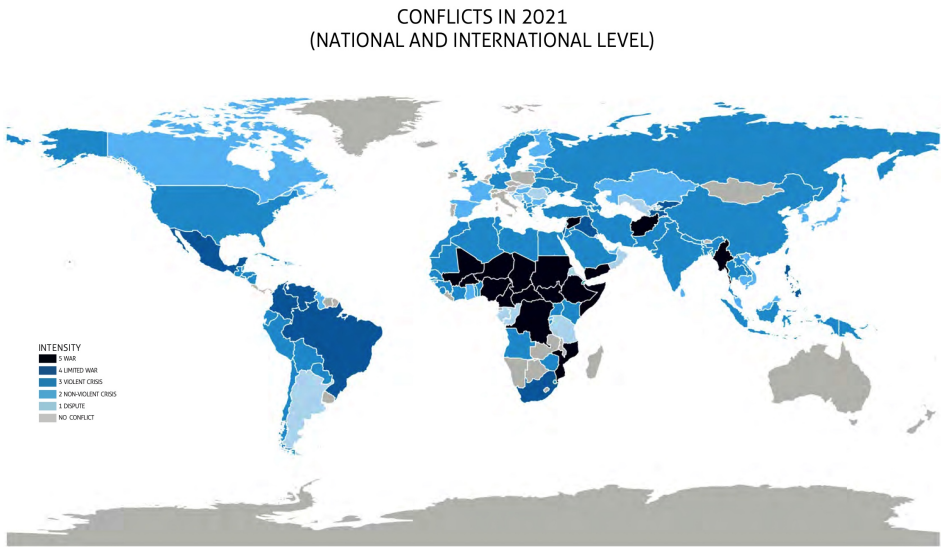 CONFLICTS IN 2021
(NATIONAL AND INTERNATIONAL LEVEL)
INTENSITY
5 WAR
4 LIMITED WAR
3 VIOLENT CRISIS
2 NON-VIOLENT CRISIS
1 DISPUTE
NO CONFLICT